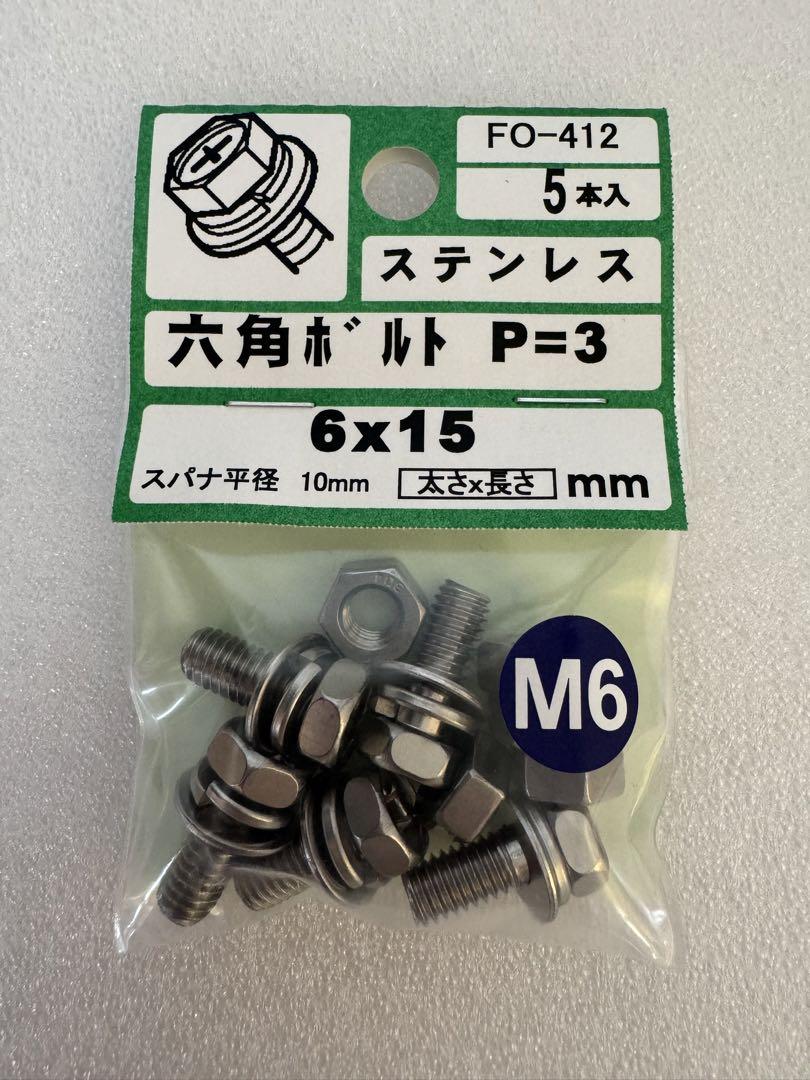 FO-412
5本入
ステンレス
六角ボルト P=3
6x15
スパナ平径 10mm 太さx長さ mm
M6